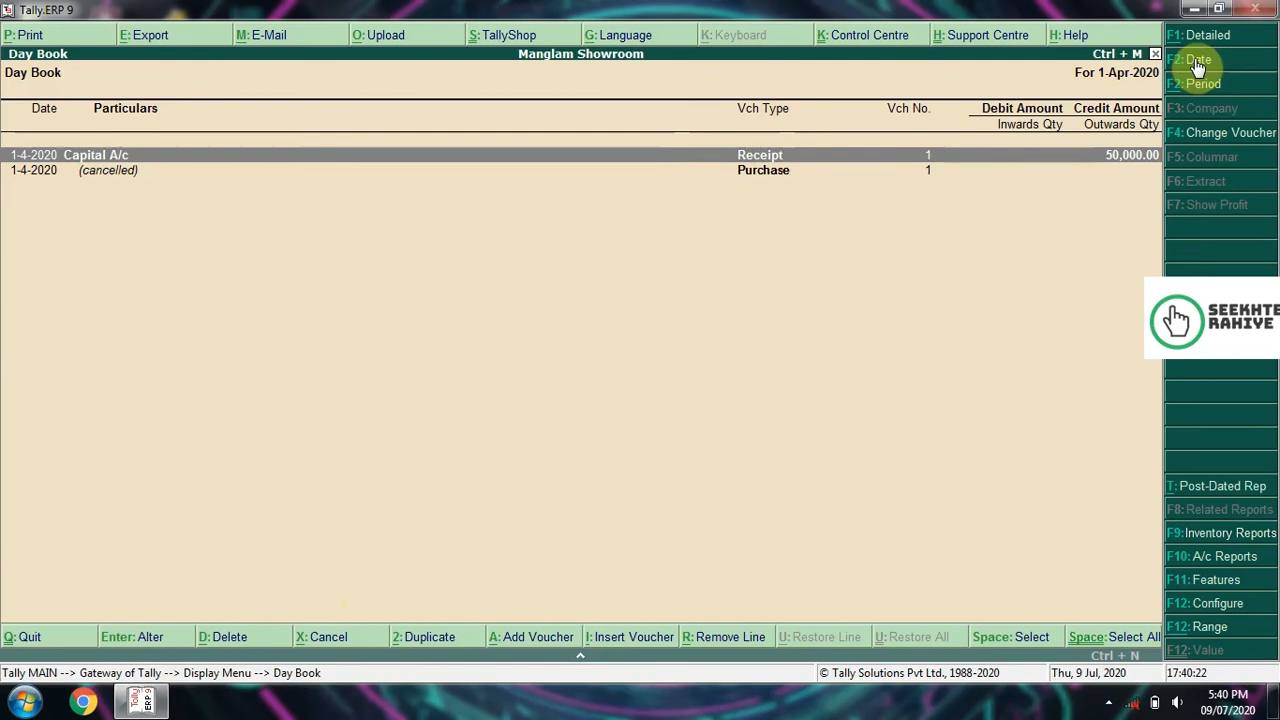 Tally.ERP 9
P: Print E: Export M: E-Mail O: Upload S: TallyShop G: Language K: Keyboard K: Control Centre H: Support Centre H: Help
Day Book Manglam Showroom Ctrl + M
Day Book For 1-Apr-2020
Date Particulars Vch Type Vch No. Debit Amount Credit Amount
Inwards Qty Outwards Qty
1-4-2020 Capital A/c Receipt 1 50,000.00
1-4-2020 (cancelled) Purchase 1
F1: Detailed
F2: Date
F2: Period
F3: Company
F4: Change Voucher
F5: Columnar
F6: Extract
F7: Show Profit
SEEKHTE
RAHIYE
T: Post-Dated Rep
F8: Related Reports
F9: Inventory Reports
F10: A/c Reports
F11: Features
F12: Configure
F12: Range
F12: Value
Q: Quit Enter: Alter D: Delete X: Cancel 2: Duplicate A: Add Voucher I: Insert Voucher R: Remove Line U: Restore Line U: Restore All Space: Select Space: Select All
Ctrl + N
Tally MAIN --> Gateway of Tally --> Display Menu --> Day Book © Tally Solutions Pvt Ltd., 1988-2020 Thu, 9 Jul, 2020 17:40:22
Tally ERP 9
5:40 PM
09/07/2020